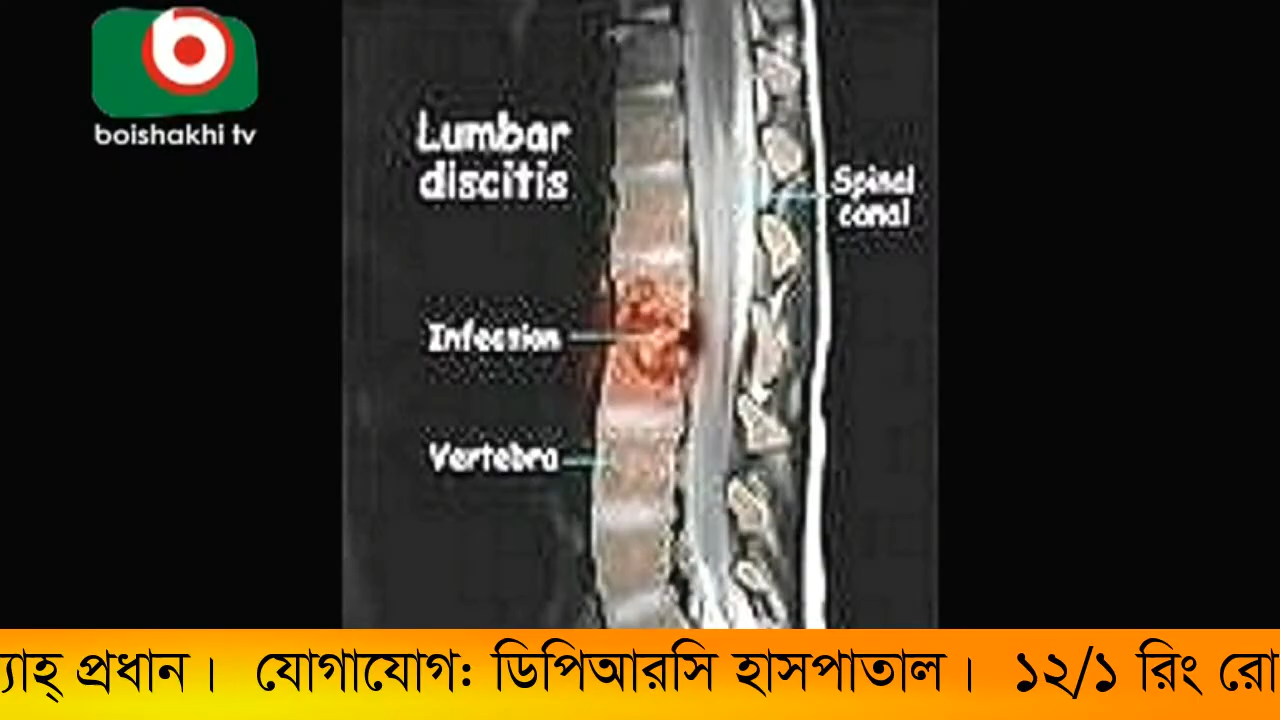 boishakhi tv
Lumbar
discitis
Spinal
canal
Infection
Vertebra
্যাহ্ প্রধান। যোগাযোগ: ডিপিআরসি হাসপাতাল। ১২/১ রিং রো